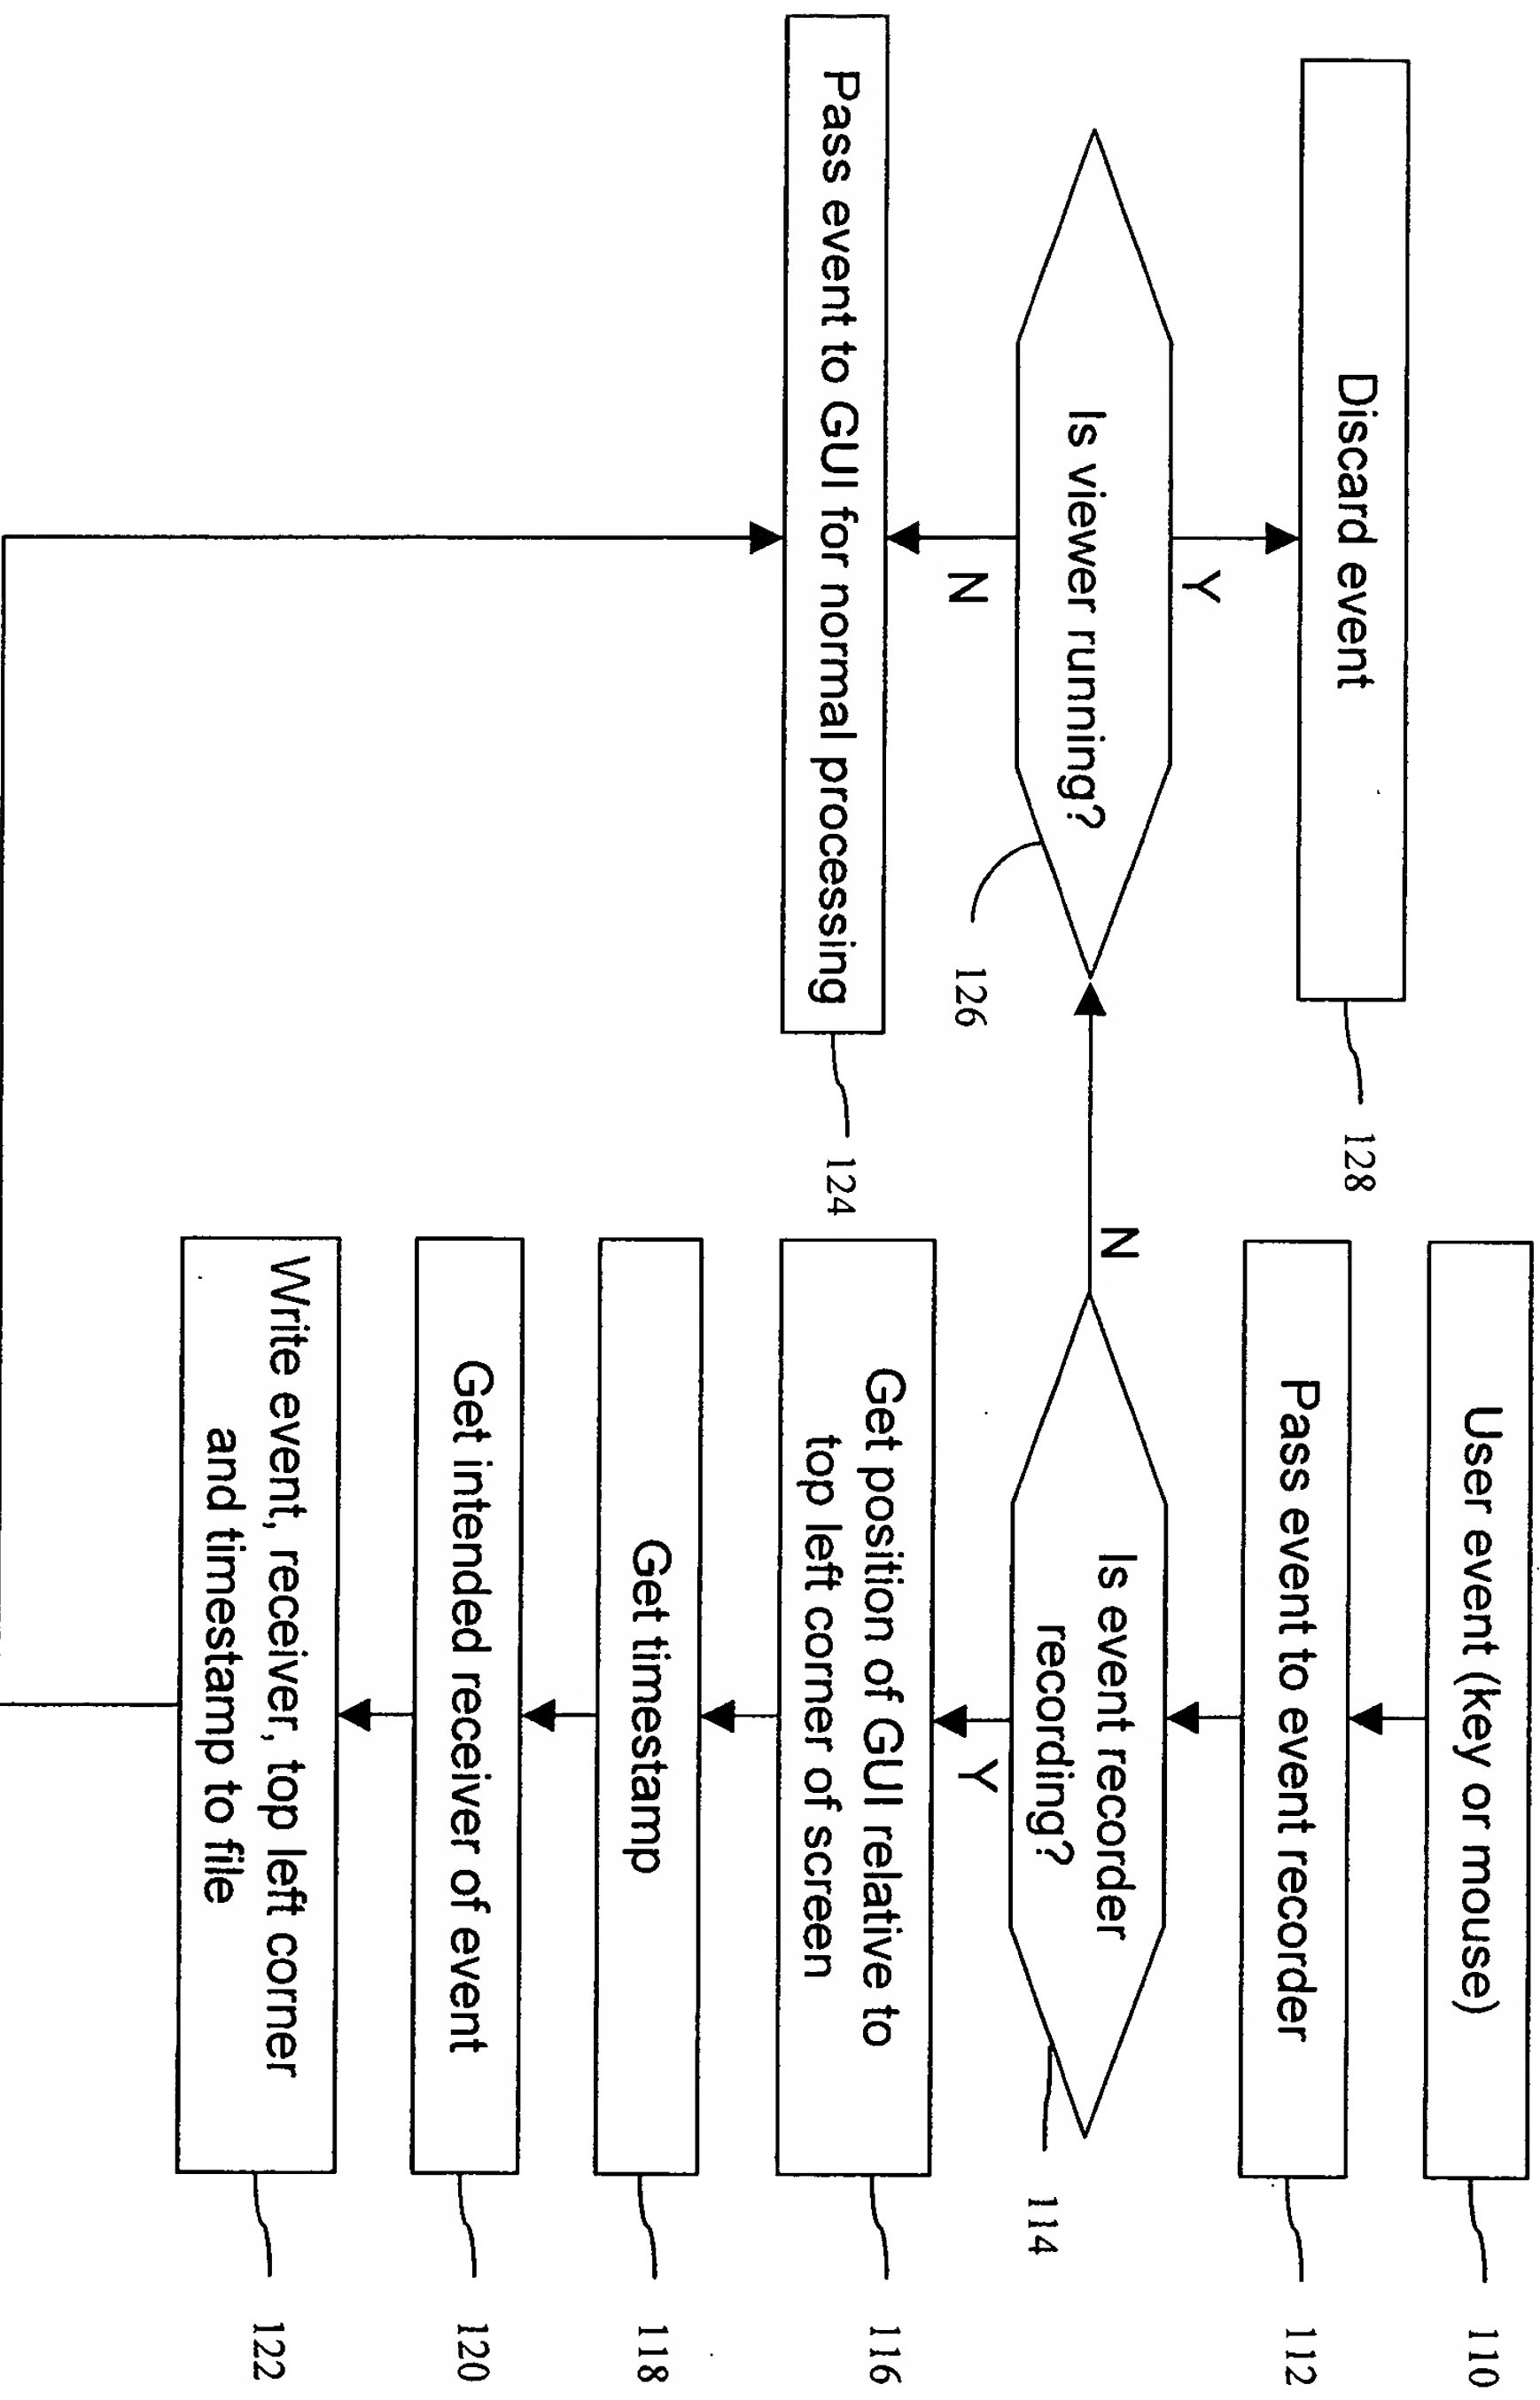 User event (key or mouse)
110
Pass event to event recorder
112
Is event recorder
recording?
114
N
Y
Get position of GUI relative to
top left corner of screen
116
Get timestamp
118
Get intended receiver of event
120
Write event, receiver, top left corner
and timestamp to file
122
Discard event
128
Y
Is viewer running?
126
N
Pass event to GUI for normal processing
124